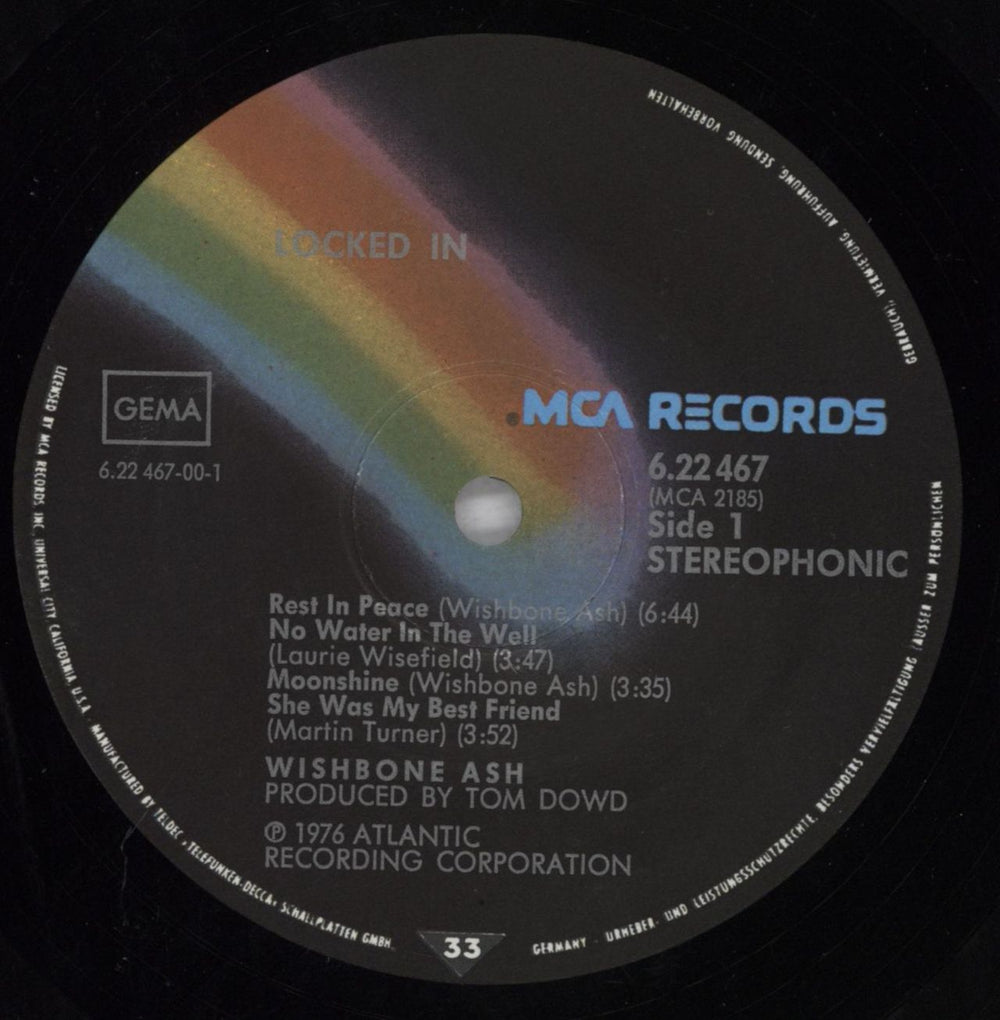 LOCKED IN
GEMA
6.22 467-00-1
MCA RECORDS
6.22 467
(MCA 2185)
Side 1
STEREOPHONIC
Rest In Peace (Wishbone Ash) (6:44)
No Water In The Well
(Laurie Wisefield) (3:47)
Moonshine (Wishbone Ash) (3:35)
She Was My Best Friend
(Martin Turner) (3:52)
WISHBONE ASH
PRODUCED BY TOM DOWD
℗ 1976 ATLANTIC
RECORDING CORPORATION
33
LICENSED BY MCA RECORDS INC. UNIVERSAL CITY CALIFORNIA U.S.A. MANUFACTURED BY TELDEC »TELEFUNKEN-DECCA« SCHALLPLATTEN GMBH.
GERMANY · URHEBER- UND LEISTUNGSSCHUTZRECHTE, BESONDERS VERVIELFÄLTIGUNG (AUSSER ZUM PERSÖNLICHEN
GEBRAUCH), VERMIETUNG, AUFFÜHRUNG, SENDUNG VORBEHALTEN